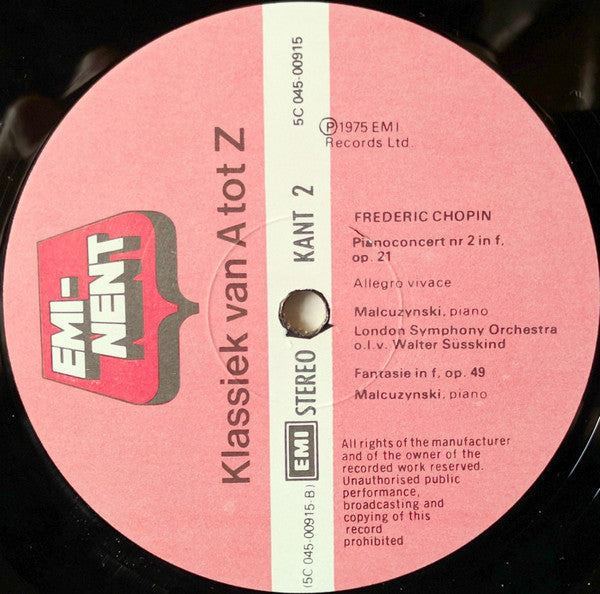 EMI-
NENT
Klassiek van A tot Z
5C 045-00915
KANT 2
EMI STEREO
(5C 045-00915-B)
Ⓟ1975 EMI
Records Ltd.
FREDERIC CHOPIN
Pianoconcert nr 2 in f,
op. 21
Allegro vivace
Malcuzynski, piano
London Symphony Orchestra
o.l.v. Walter Susskind
Fantasie in f, op. 49
Malcuzynski, piano
All rights of the manufacturer
and of the owner of the
recorded work reserved.
Unauthorised public
performance,
broadcasting and
copying of this
record
prohibited